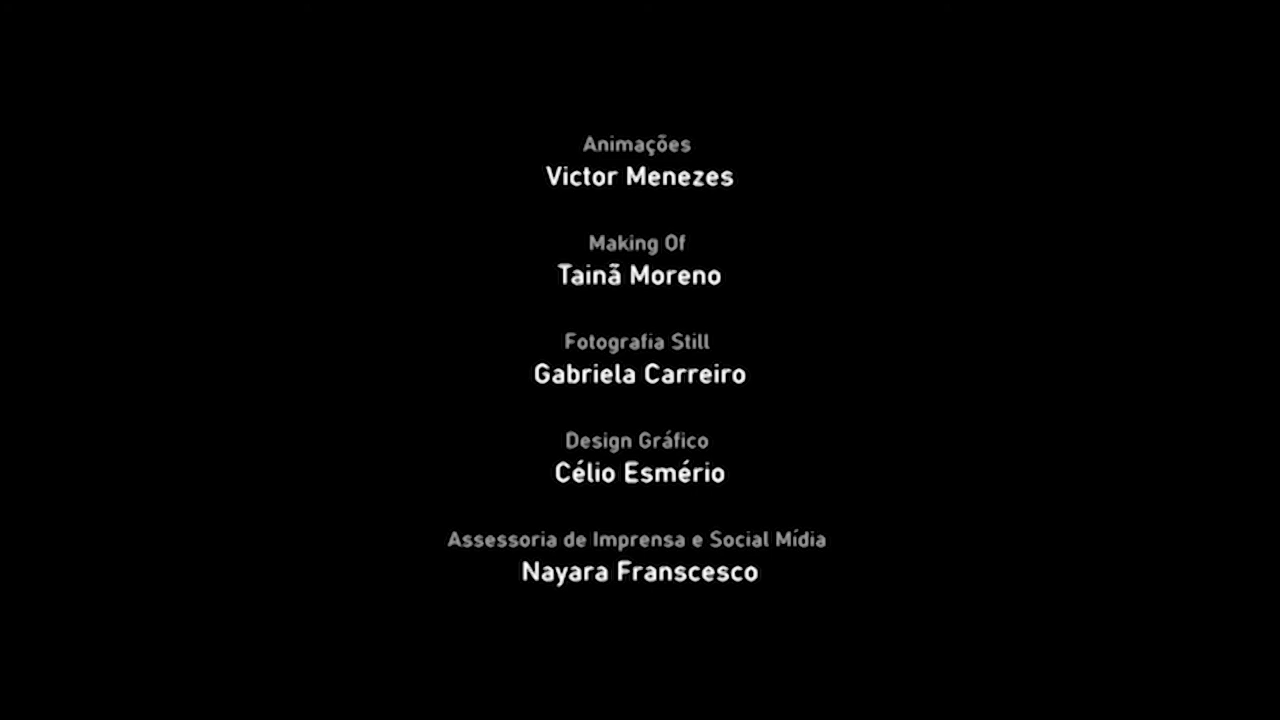 Animações
Victor Menezes
Making Of
Tainã Moreno
Fotografia Still
Gabriela Carreiro
Design Gráfico
Célio Esmério
Assessoria de Imprensa e Social Mídia
Nayara Franscesco